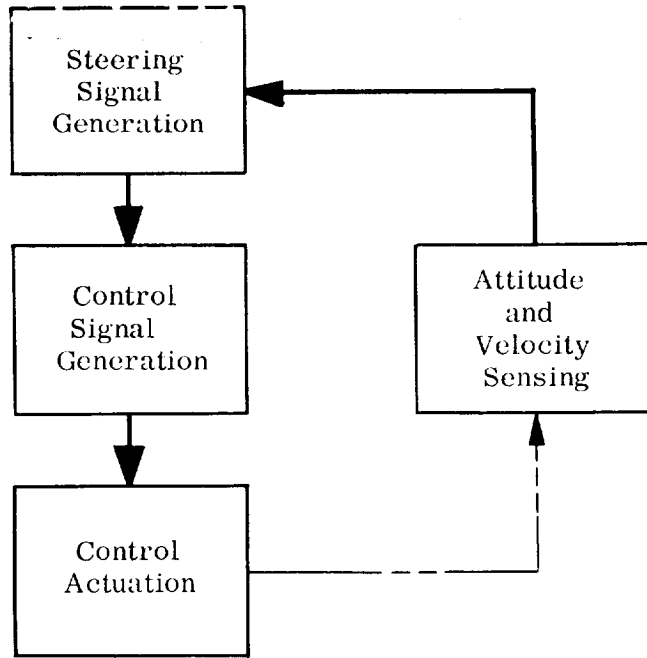 Steering
Signal
Generation
Control
Signal
Generation
Control
Actuation
Attitude
and
Velocity
Sensing